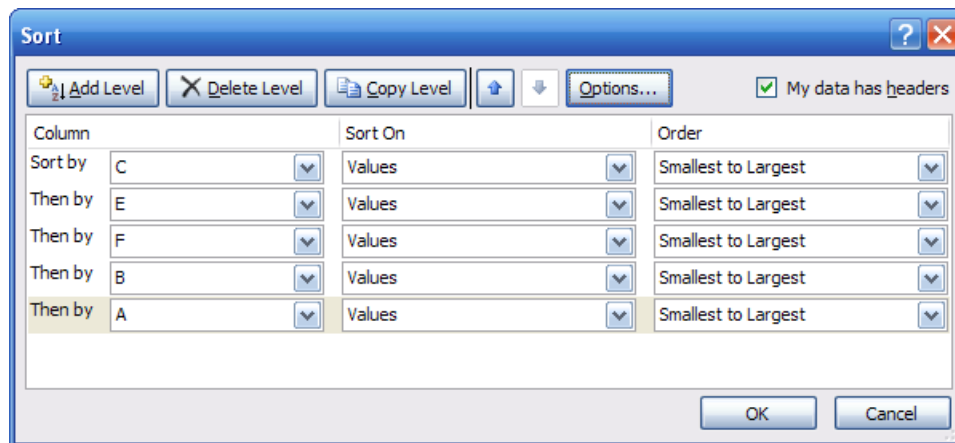 Sort
Add Level Delete Level Copy Level Options... My data has headers
Column Sort On Order
Sort by C Values Smallest to Largest
Then by E Values Smallest to Largest
Then by F Values Smallest to Largest
Then by B Values Smallest to Largest
Then by A Values Smallest to Largest
OK Cancel